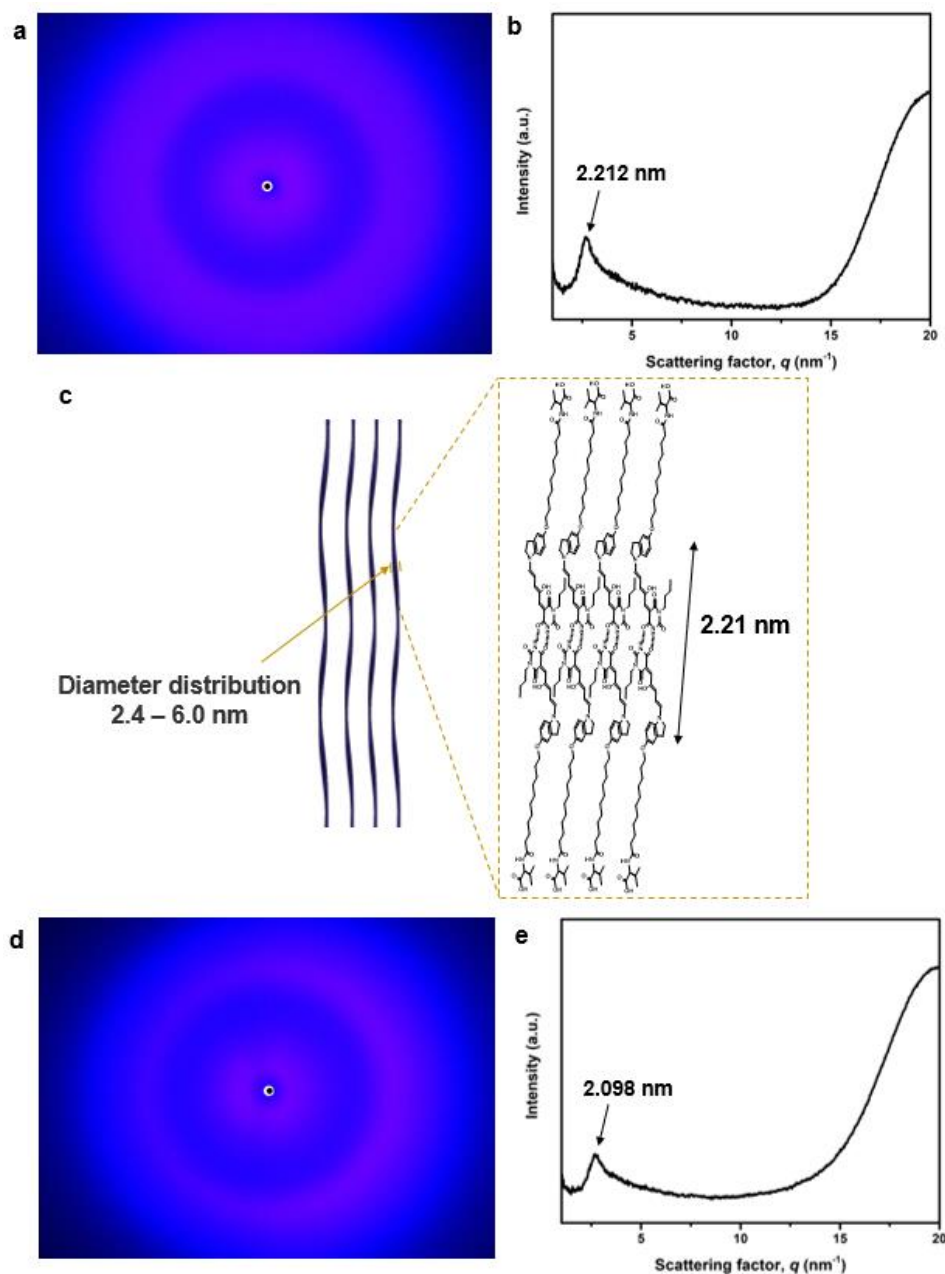 a
b
2.212 nm
Intensity (a.u.)
5
10
15
20
Scattering factor, q (nm⁻¹)
c
Diameter distribution
2.4 – 6.0 nm
2.21 nm
d
e
2.098 nm
Intensity (a.u.)
5
10
15
20
Scattering factor, q (nm⁻¹)